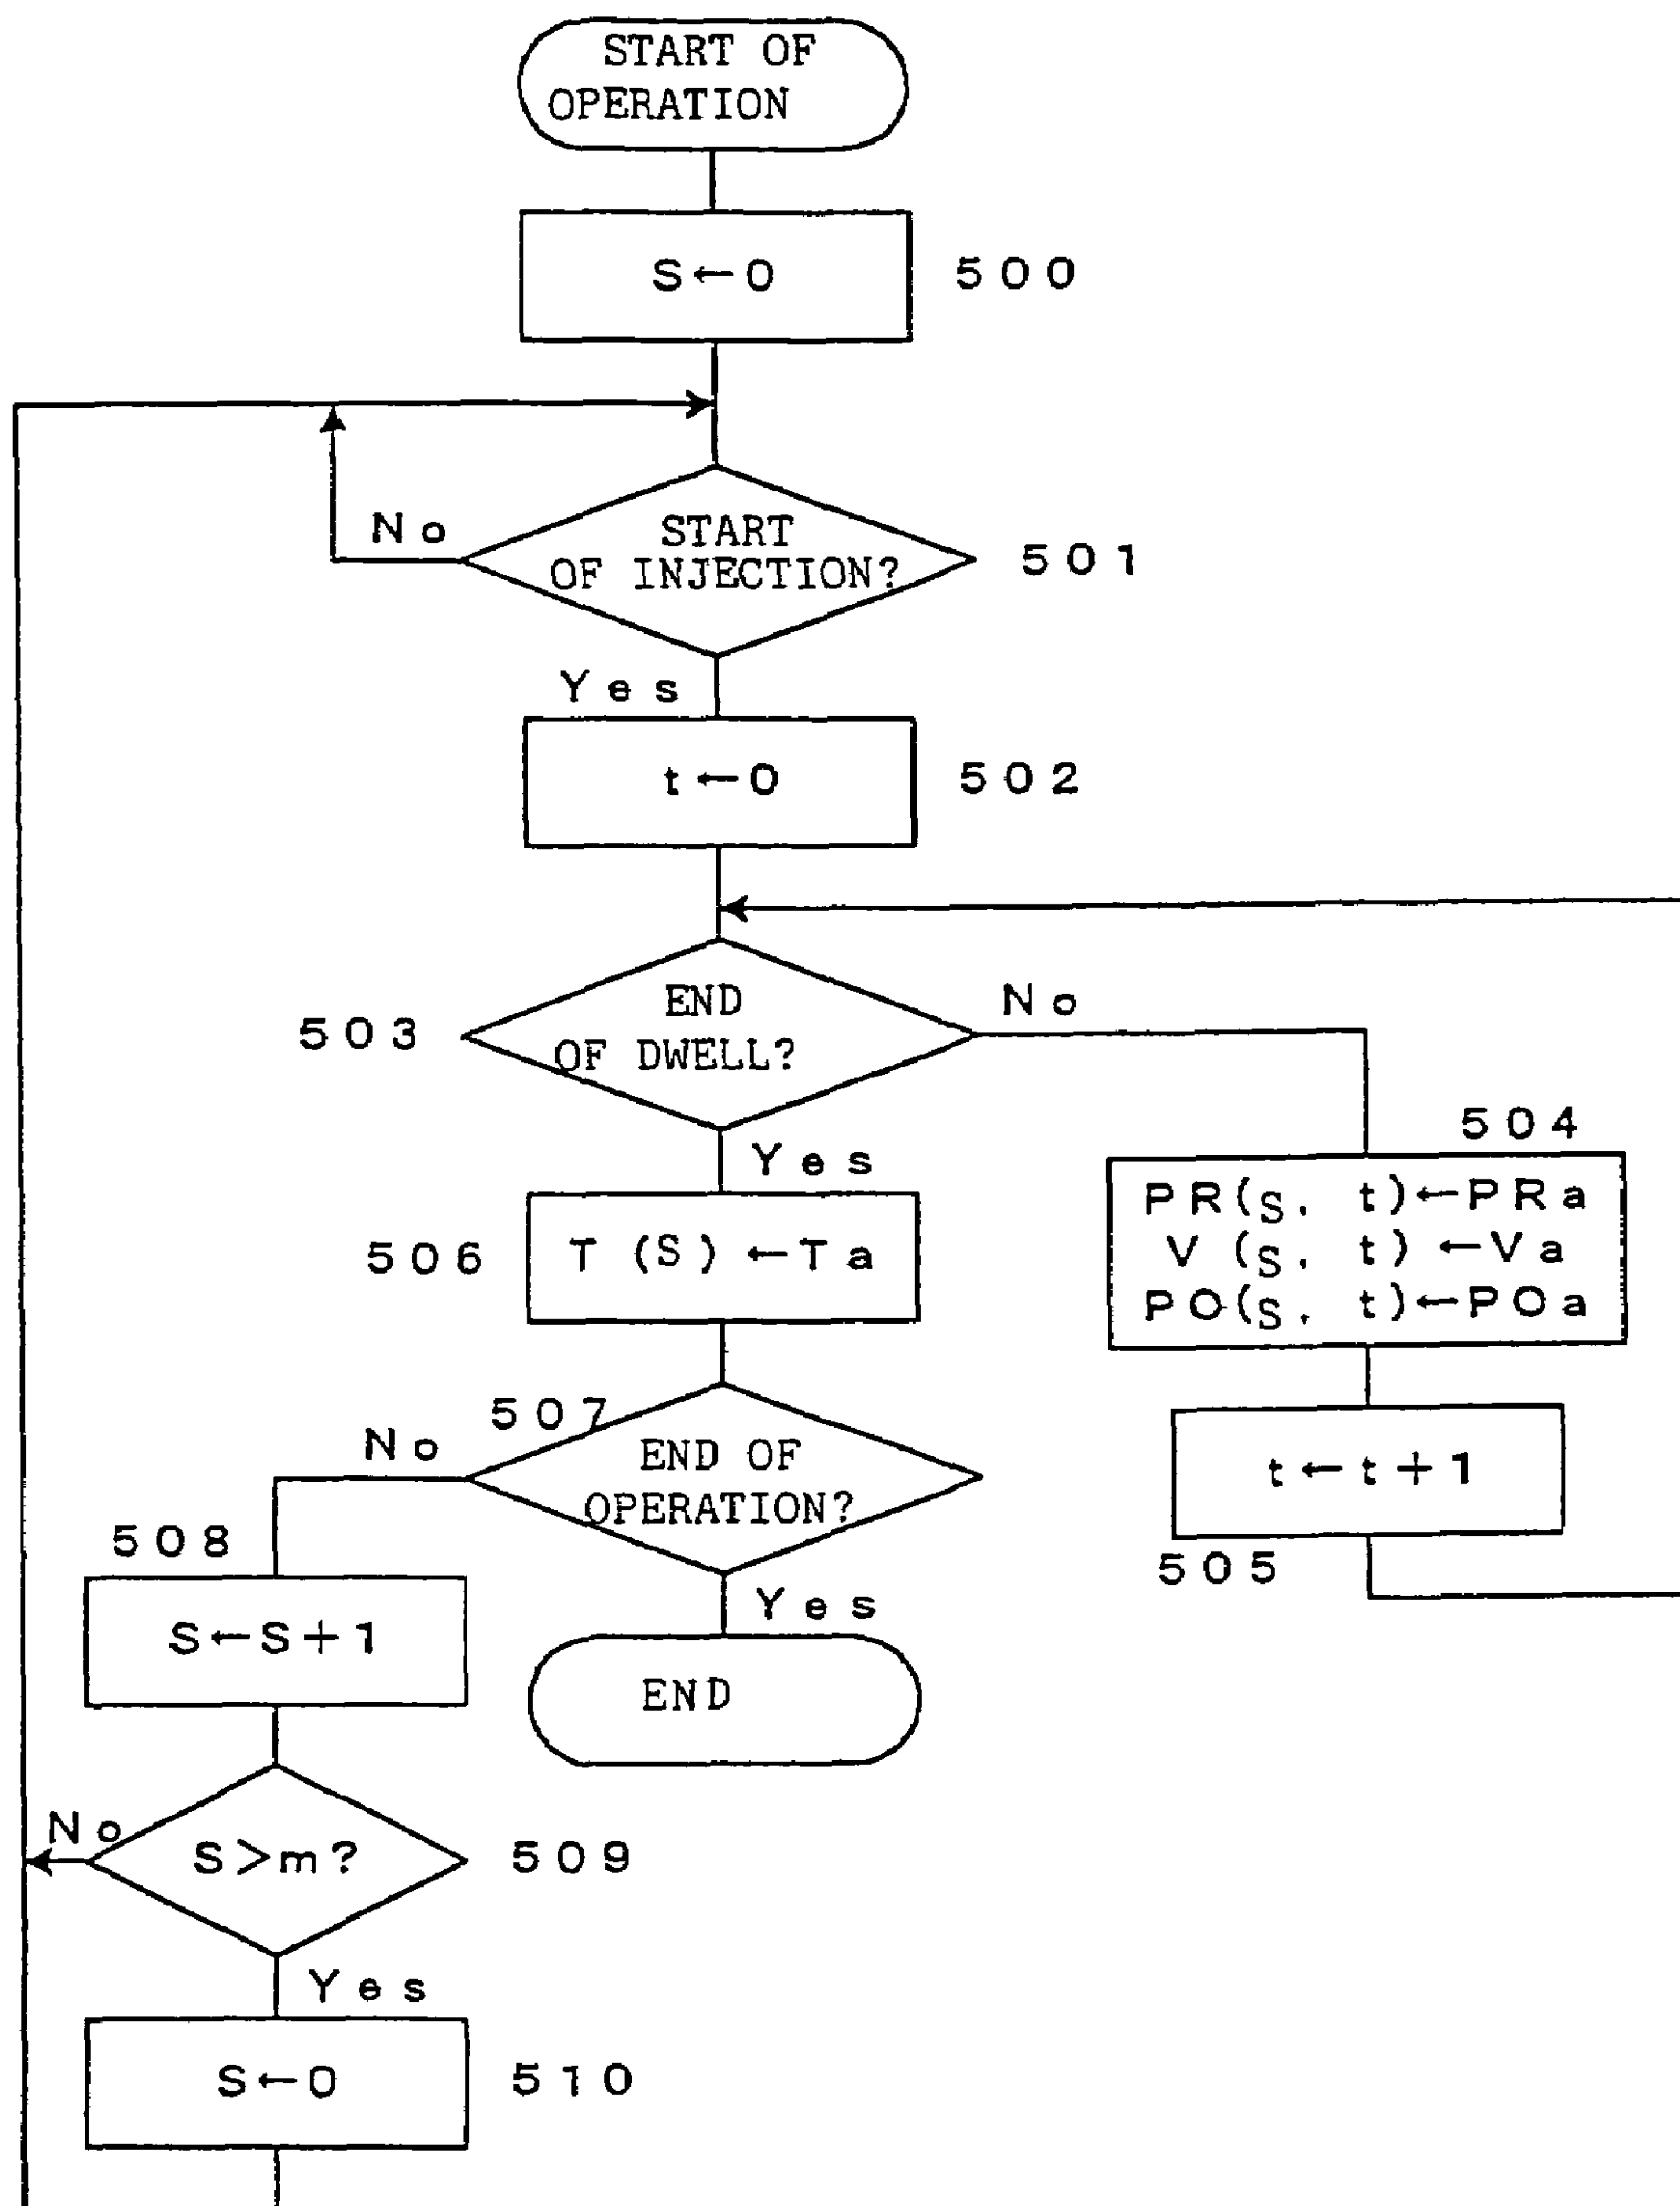 START OF
OPERATION
S←0
500
No
START
OF INJECTION?
501
Yes
t←0
502
503
END
OF DWELL?
No
504
Yes
PR(S, t)←PRa
V (S, t) ←Va
PO(S, t)←POa
506
T (S) ←Ta
507
No
END OF
OPERATION?
t←t+1
505
508
Yes
S←S+1
END
No
S>m?
509
Yes
S←0
510